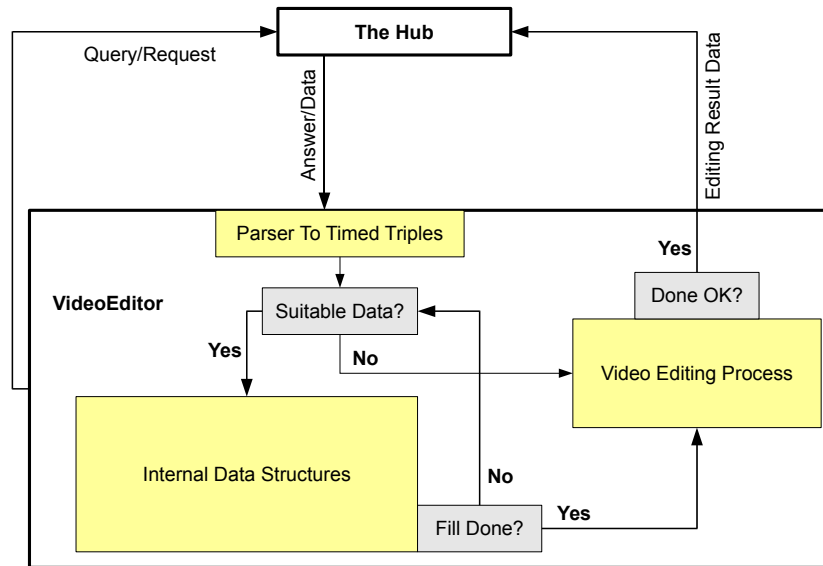 The Hub
Query/Request
Answer/Data
Editing Result Data
Parser To Timed Triples
Yes
VideoEditor
Suitable Data?
Done OK?
Yes
No
Video Editing Process
Internal Data Structures
No
Fill Done?
Yes